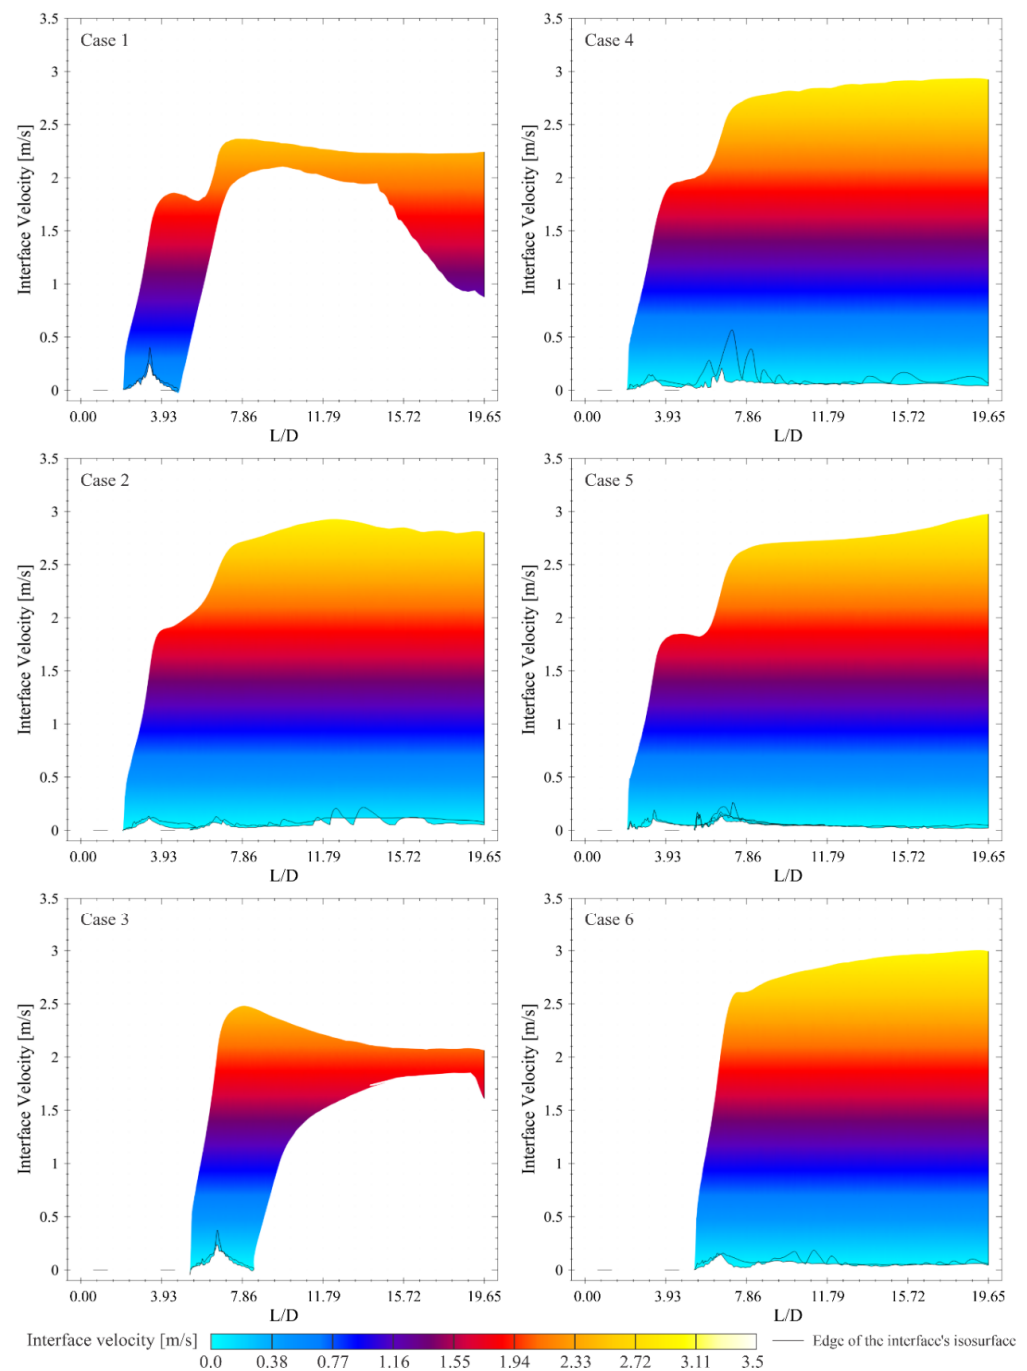 Case 1
3.5
3
2.5
2
1.5
1
0.5
0
Interface Velocity [m/s]
0.00 3.93 7.86 11.79 15.72 19.65
L/D
Case 4
3.5
3
2.5
2
1.5
1
0.5
0
Interface Velocity [m/s]
0.00 3.93 7.86 11.79 15.72 19.65
L/D
Case 2
3.5
3
2.5
2
1.5
1
0.5
0
Interface Velocity [m/s]
0.00 3.93 7.86 11.79 15.72 19.65
L/D
Case 5
3.5
3
2.5
2
1.5
1
0.5
0
Interface Velocity [m/s]
0.00 3.93 7.86 11.79 15.72 19.65
L/D
Case 3
3.5
3
2.5
2
1.5
1
0.5
0
Interface Velocity [m/s]
0.00 3.93 7.86 11.79 15.72 19.65
L/D
Case 6
3.5
3
2.5
2
1.5
1
0.5
0
Interface Velocity [m/s]
0.00 3.93 7.86 11.79 15.72 19.65
L/D
Interface velocity [m/s]
0.0 0.38 0.77 1.16 1.55 1.94 2.33 2.72 3.11 3.5
Edge of the interface's isosurface